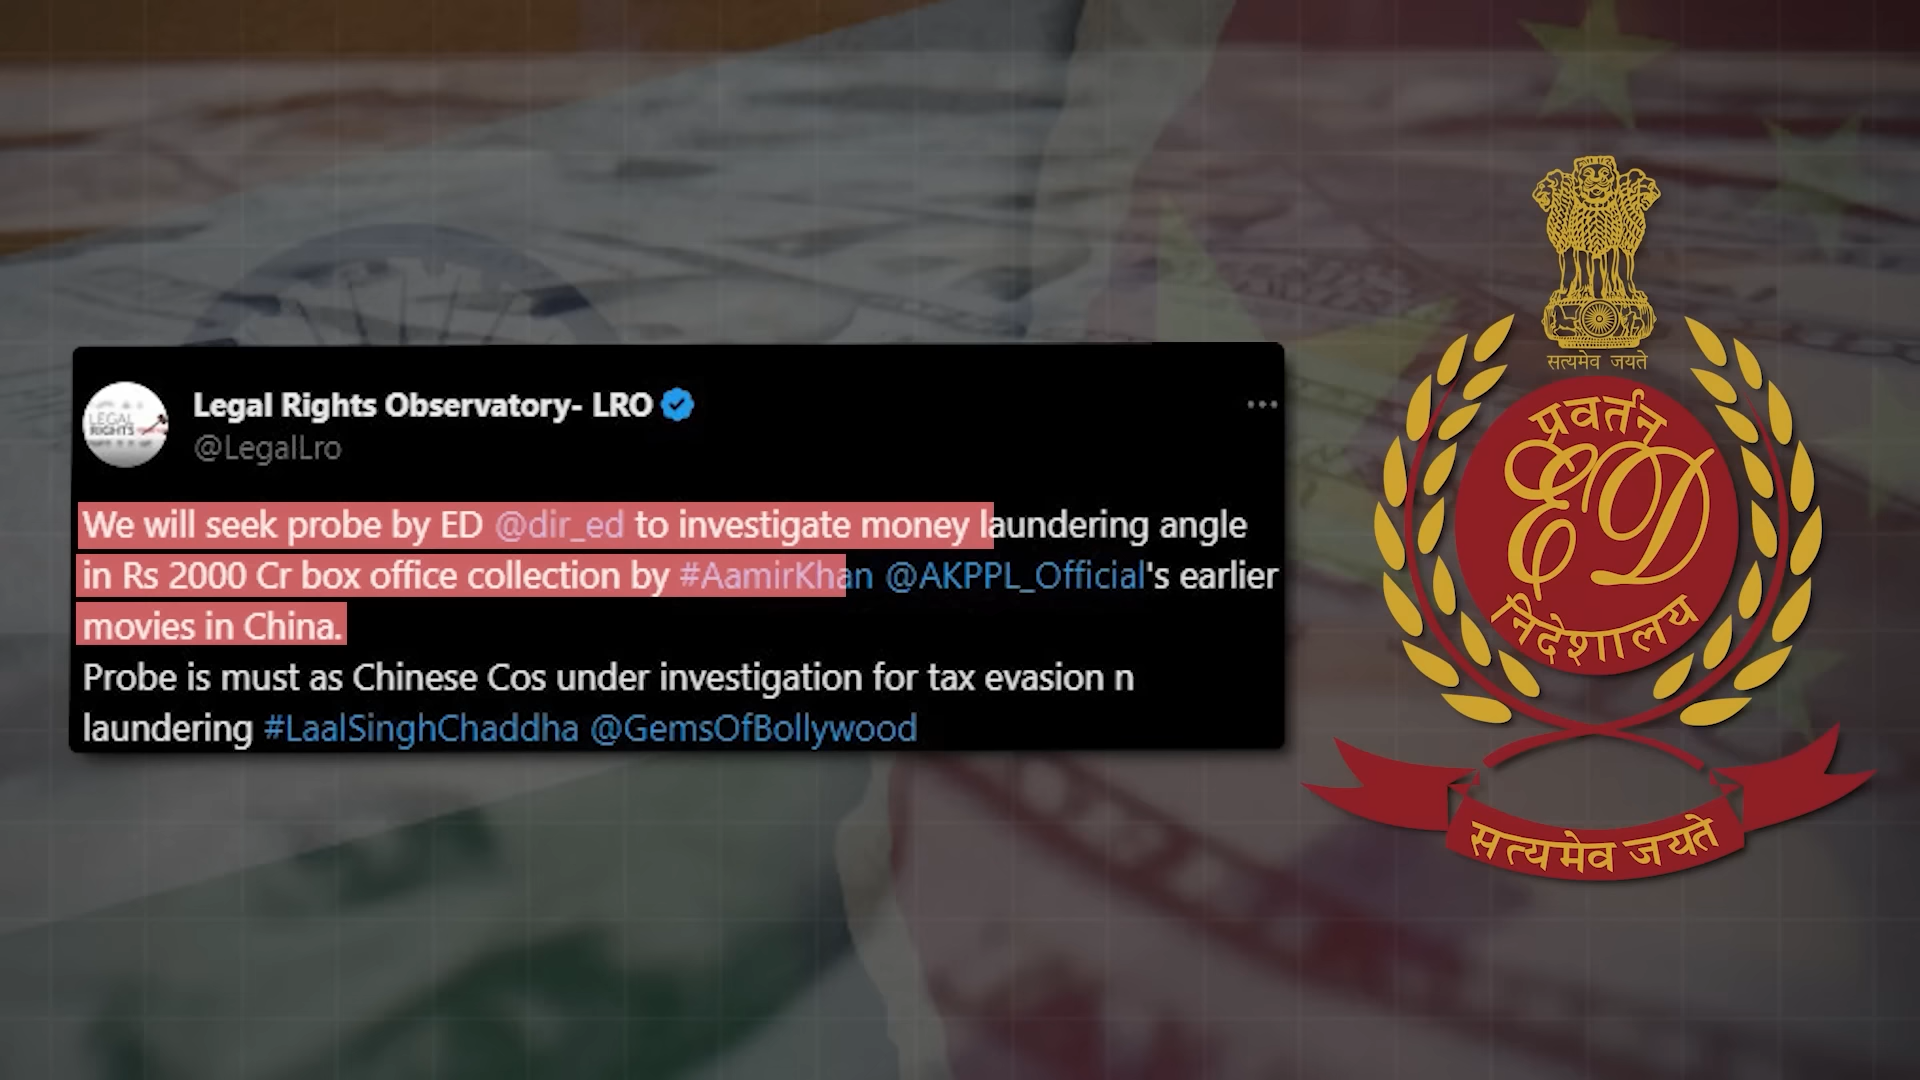 Legal Rights Observatory- LRO
@LegalLro
We will seek probe by ED @dir_ed to investigate money laundering angle
in Rs 2000 Cr box office collection by #AamirKhan @AKPPL_Official's earlier
movies in China.
Probe is must as Chinese Cos under investigation for tax evasion n
laundering #LaalSinghChaddha @GemsOfBollywood
LEGAL
RIGHTS
सत्यमेव जयते
प्रवर्तन
ED
निदेशालय
सत्यमेव जयते